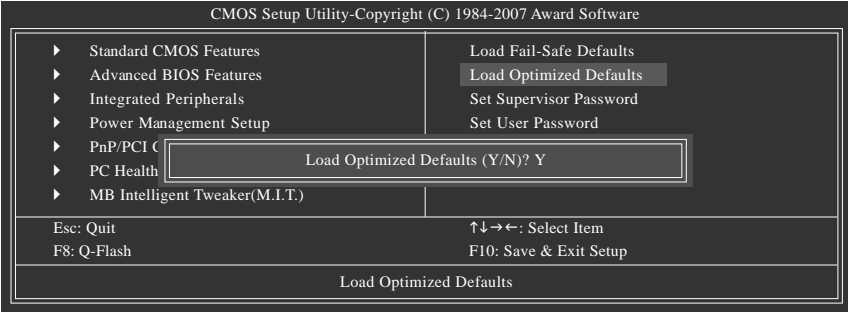 CMOS Setup Utility-Copyright (C) 1984-2007 Award Software
Standard CMOS Features
Advanced BIOS Features
Integrated Peripherals
Power Management Setup
PnP/PCI
PC Health
MB Intelligent Tweaker(M.I.T.)
Load Fail-Safe Defaults
Load Optimized Defaults
Set Supervisor Password
Set User Password
Load Optimized Defaults (Y/N)? Y
Esc: Quit
↑↓→←: Select Item
F8: Q-Flash
F10: Save & Exit Setup
Load Optimized Defaults